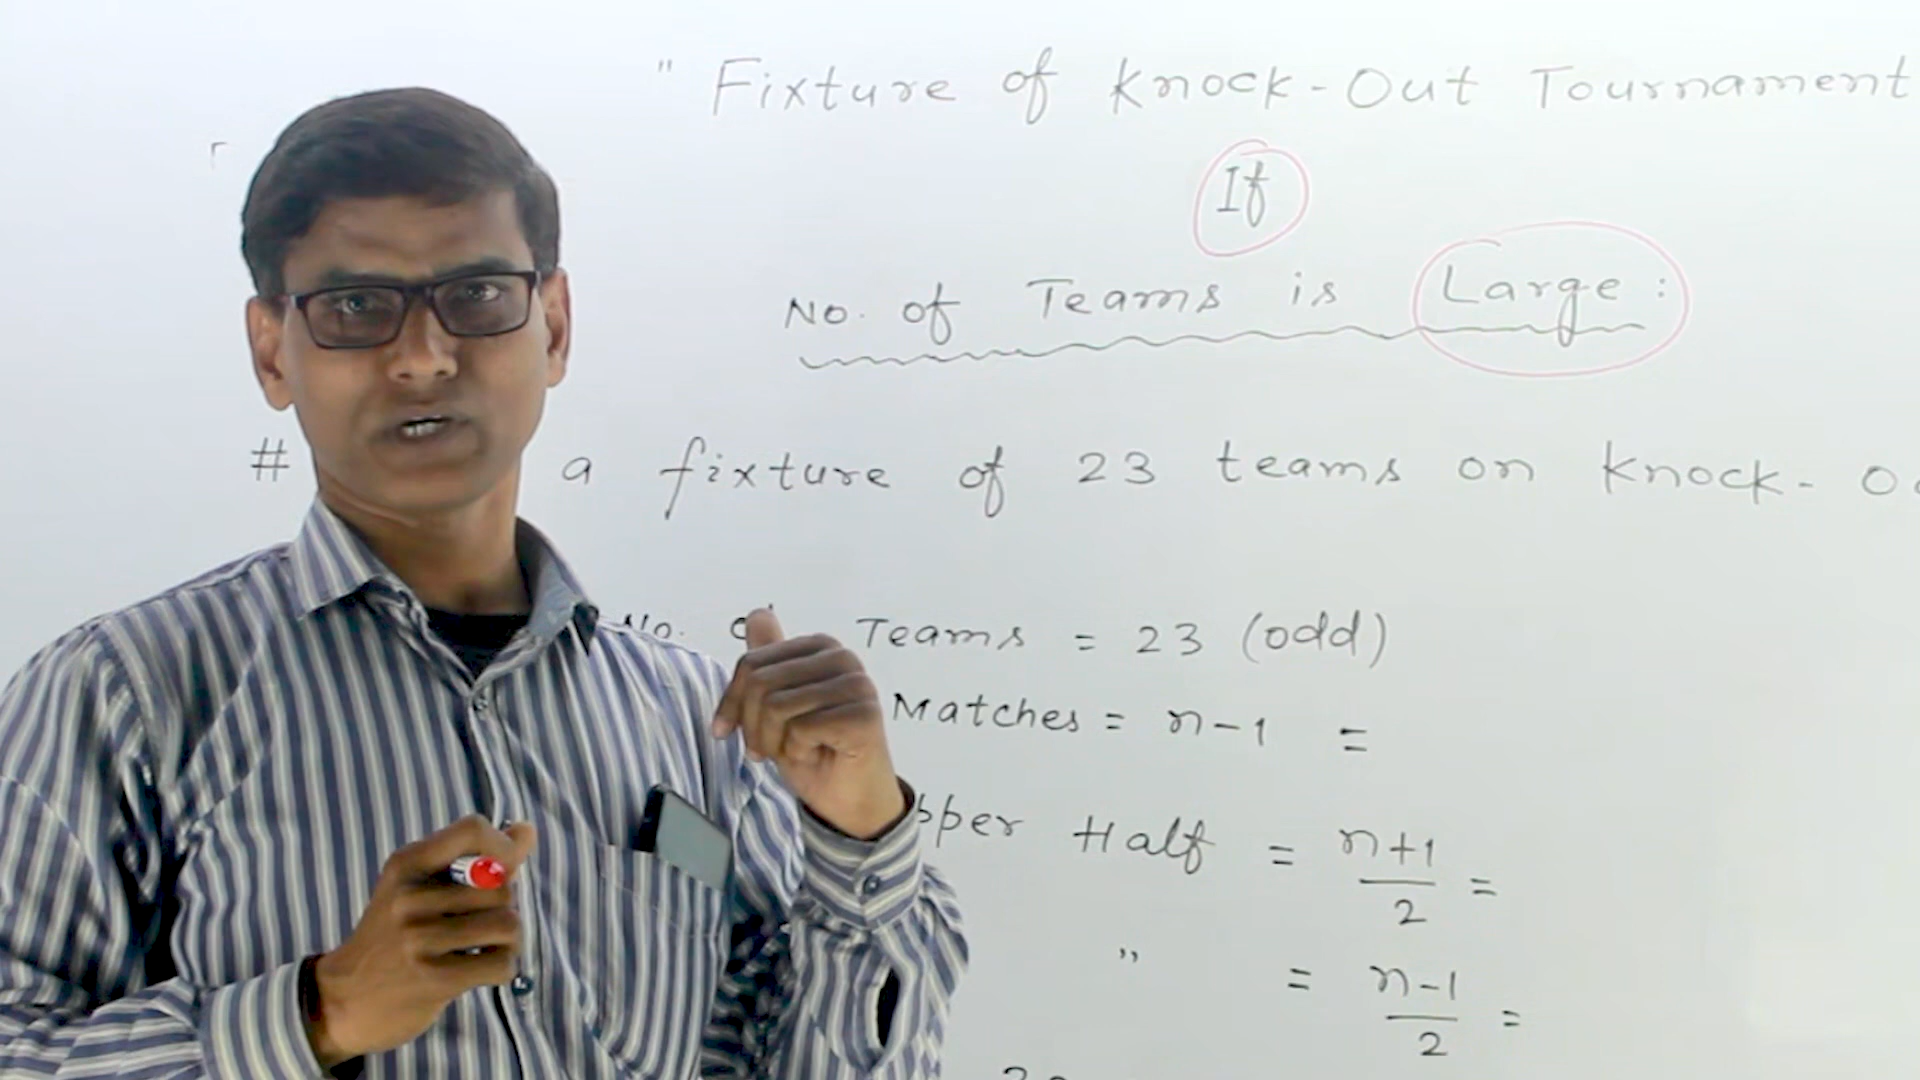 " Fixture of Knock-Out Tournament
If
No. of Teams is Large :
# a fixture of 23 teams on Knock-
No. Teams = 23 (odd)
Matches = n-1 =
Half = n+1/2 =
" = n-1/2 =